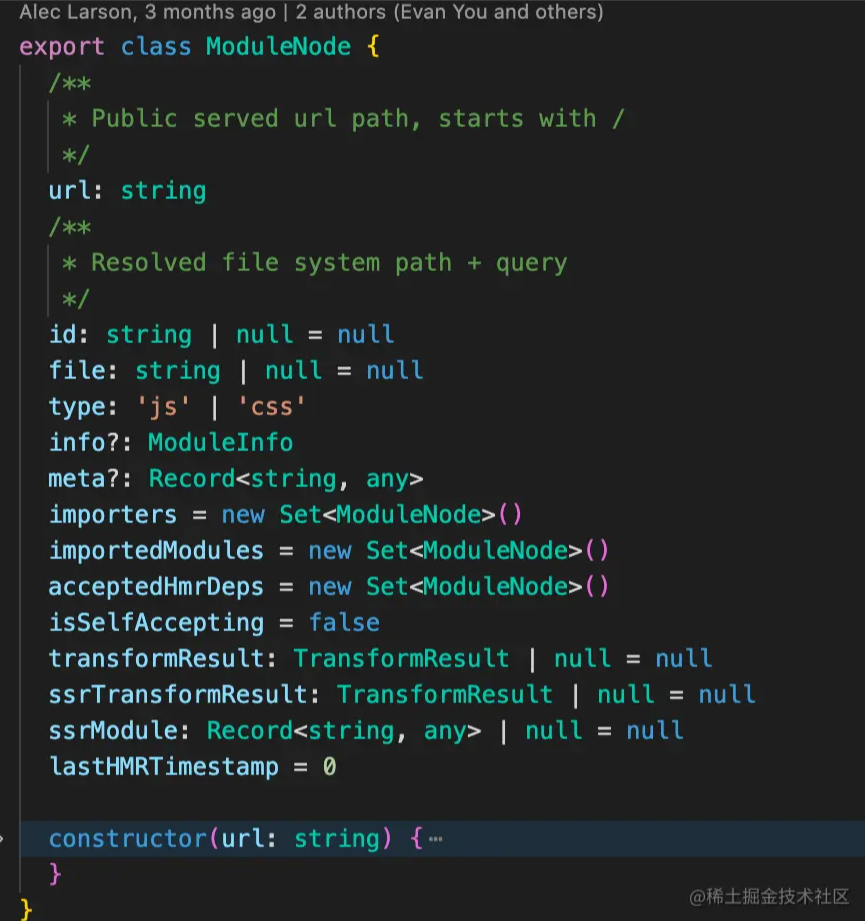 Alec Larson, 3 months ago | 2 authors (Evan You and others)
export class ModuleNode {
  /**
   * Public served url path, starts with /
   */
  url: string
  /**
   * Resolved file system path + query
   */
  id: string | null = null
  file: string | null = null
  type: 'js' | 'css'
  info?: ModuleInfo
  meta?: Record<string, any>
  importers = new Set<ModuleNode>()
  importedModules = new Set<ModuleNode>()
  acceptedHmrDeps = new Set<ModuleNode>()
  isSelfAccepting = false
  transformResult: TransformResult | null = null
  ssrTransformResult: TransformResult | null = null
  ssrModule: Record<string, any> | null = null
  lastHMRTimestamp = 0

  constructor(url: string) {…
  }
}
@稀土掘金技术社区